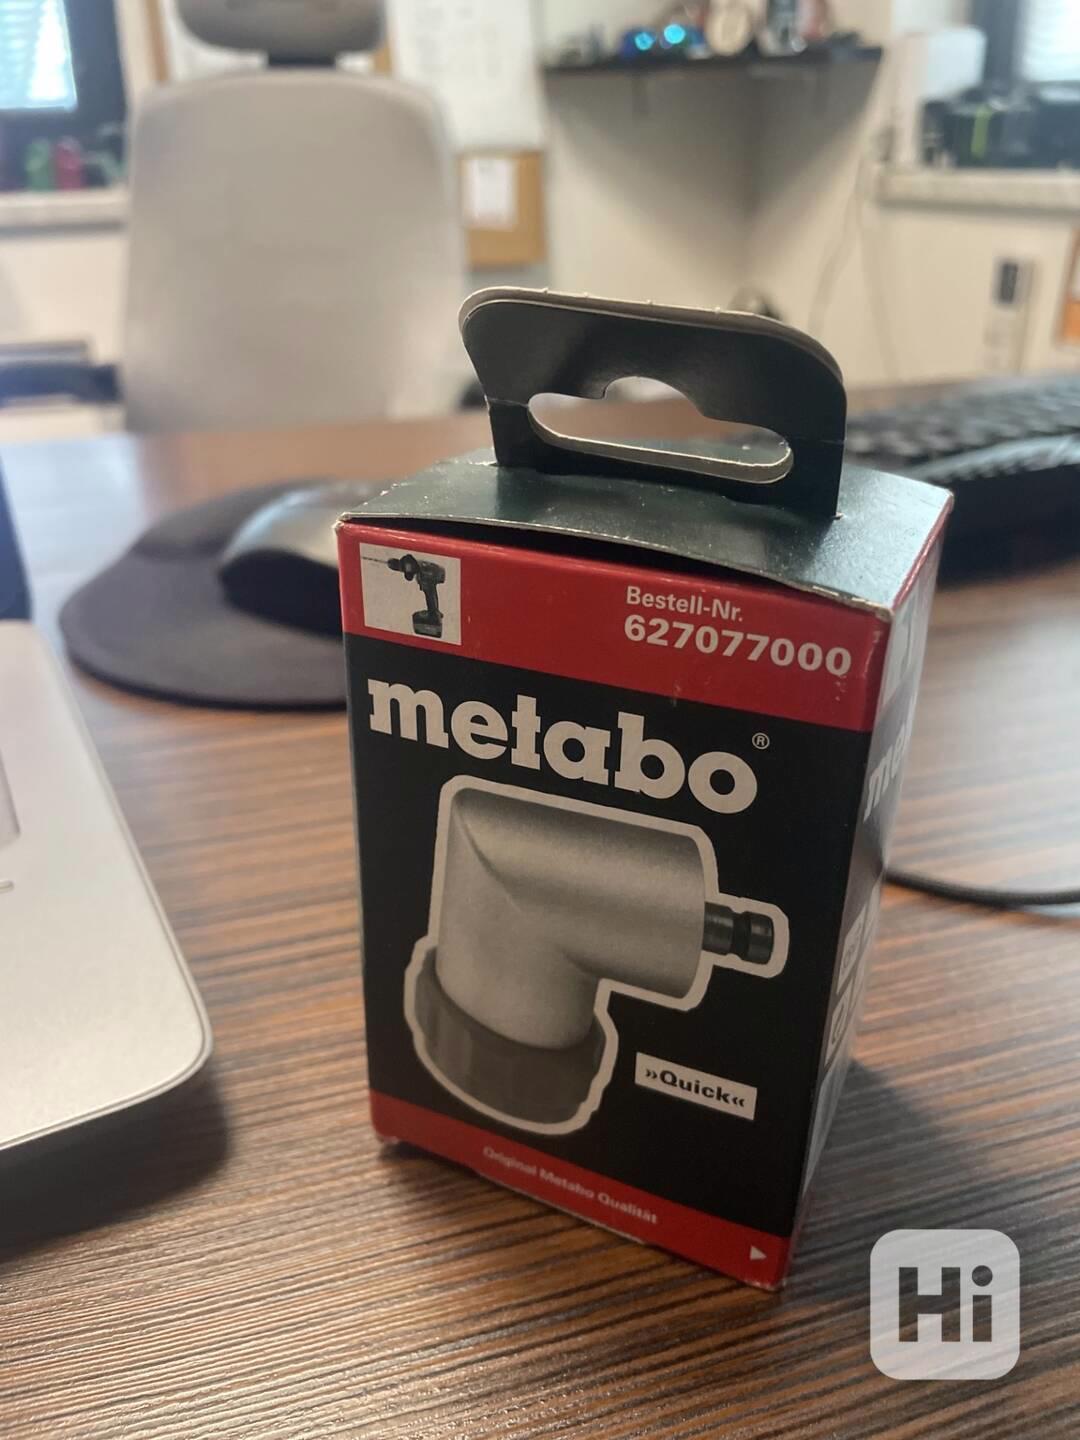 Bestell-Nr.
627077000
metabo®
»Quick«
Original Metabo Qualität
Hi